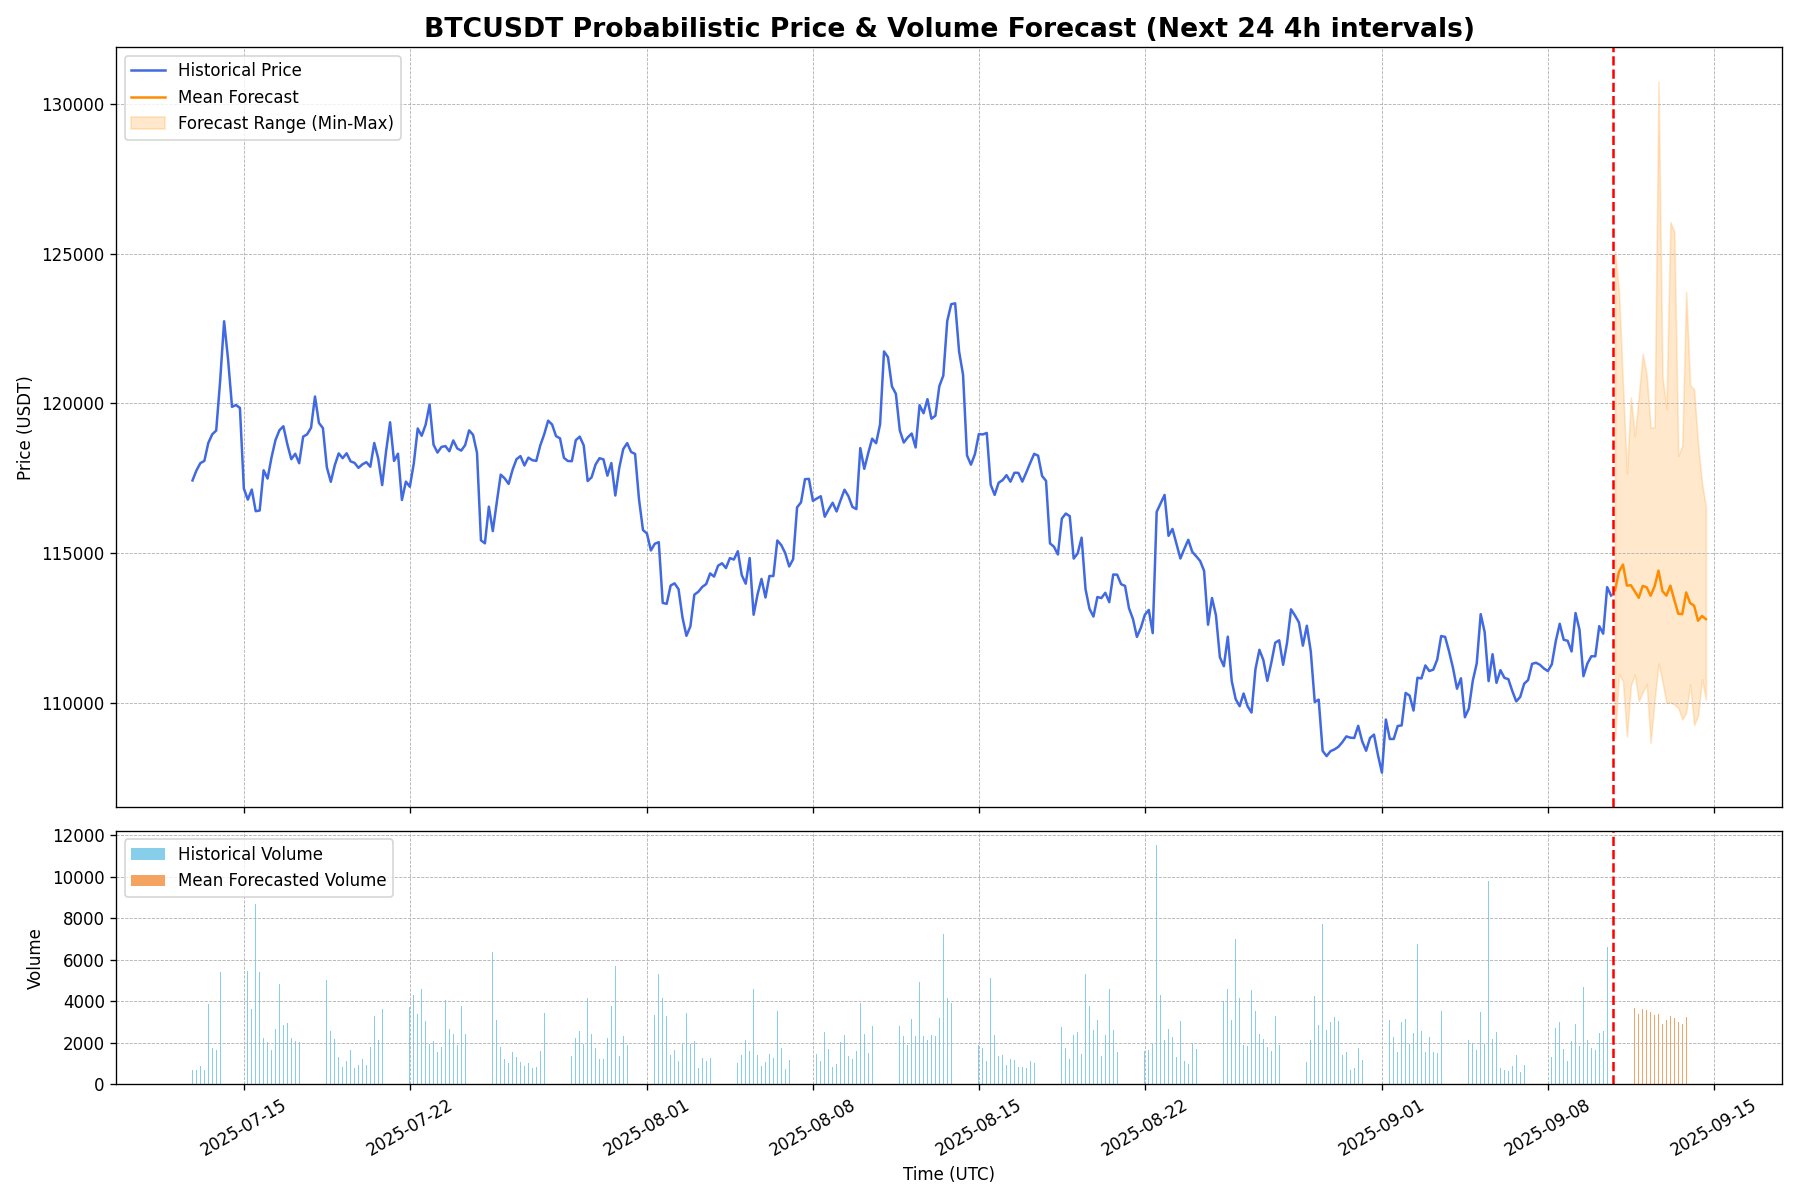 BTCUSDT Probabilistic Price & Volume Forecast (Next 24 4h intervals)
Historical Price
Mean Forecast
Forecast Range (Min-Max)
130000
125000
120000
115000
110000
Price (USDT)
Historical Volume
Mean Forecasted Volume
12000
10000
8000
6000
4000
2000
0
Volume
2025-07-15
2025-07-22
2025-08-01
2025-08-08
2025-08-15
2025-08-22
2025-09-01
2025-09-08
2025-09-15
Time (UTC)